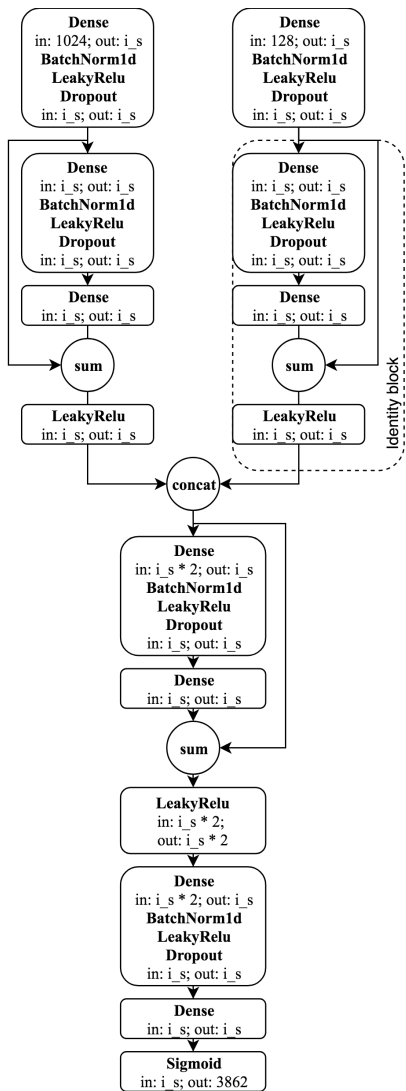 Dense
in: 1024; out: i_s
BatchNorm1d
LeakyRelu
Dropout
in: i_s; out: i_s
Dense
in: i_s; out: i_s
BatchNorm1d
LeakyRelu
Dropout
in: i_s; out: i_s
Dense
in: i_s; out: i_s
sum
LeakyRelu
in: i_s; out: i_s
Dense
in: 128; out: i_s
BatchNorm1d
LeakyRelu
Dropout
in: i_s; out: i_s
Dense
in: i_s; out: i_s
BatchNorm1d
LeakyRelu
Dropout
in: i_s; out: i_s
Dense
in: i_s; out: i_s
sum
LeakyRelu
in: i_s; out: i_s
Identity block
concat
Dense
in: i_s * 2; out: i_s
BatchNorm1d
LeakyRelu
Dropout
in: i_s; out: i_s
Dense
in: i_s; out: i_s
sum
LeakyRelu
in: i_s * 2;
out: i_s * 2
Dense
in: i_s * 2; out: i_s
BatchNorm1d
LeakyRelu
Dropout
in: i_s; out: i_s
Dense
in: i_s; out: i_s
Sigmoid
in: i_s; out: 3862